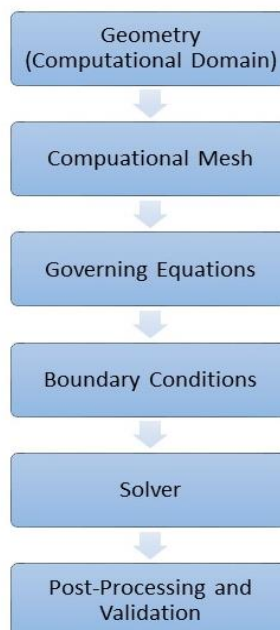 Geometry
(Computational Domain)
Compuational Mesh
Governing Equations
Boundary Conditions
Solver
Post-Processing and
Validation